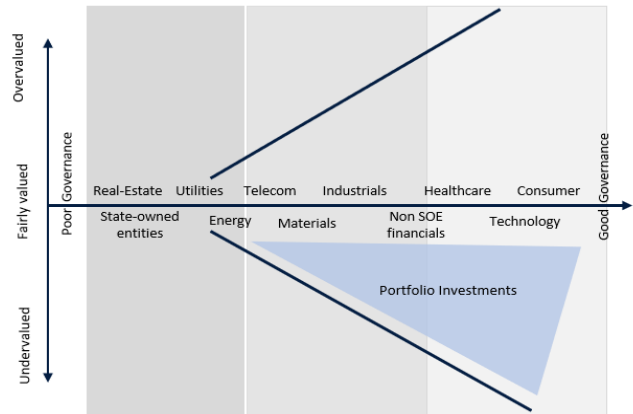 Overvalued
Fairly valued
Undervalued
Poor Governance
Good Governance
Real-Estate Utilities Telecom Industrials Healthcare Consumer
State-owned
entities
Energy
Materials
Non SOE
financials
Technology
Portfolio Investments